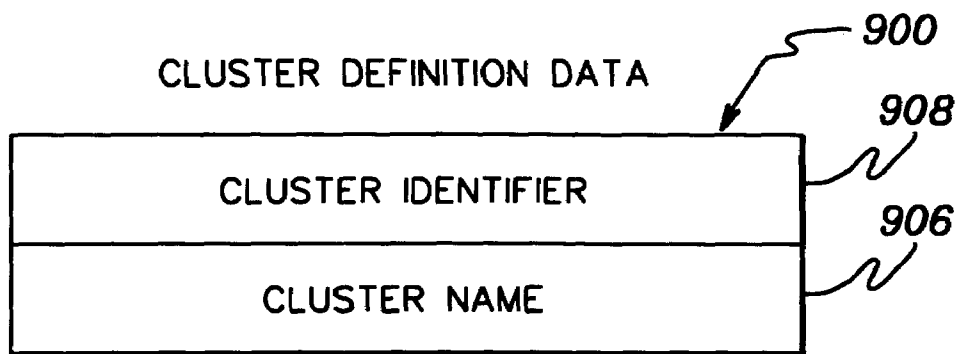 900
CLUSTER DEFINITION DATA
908
CLUSTER IDENTIFIER
906
CLUSTER NAME